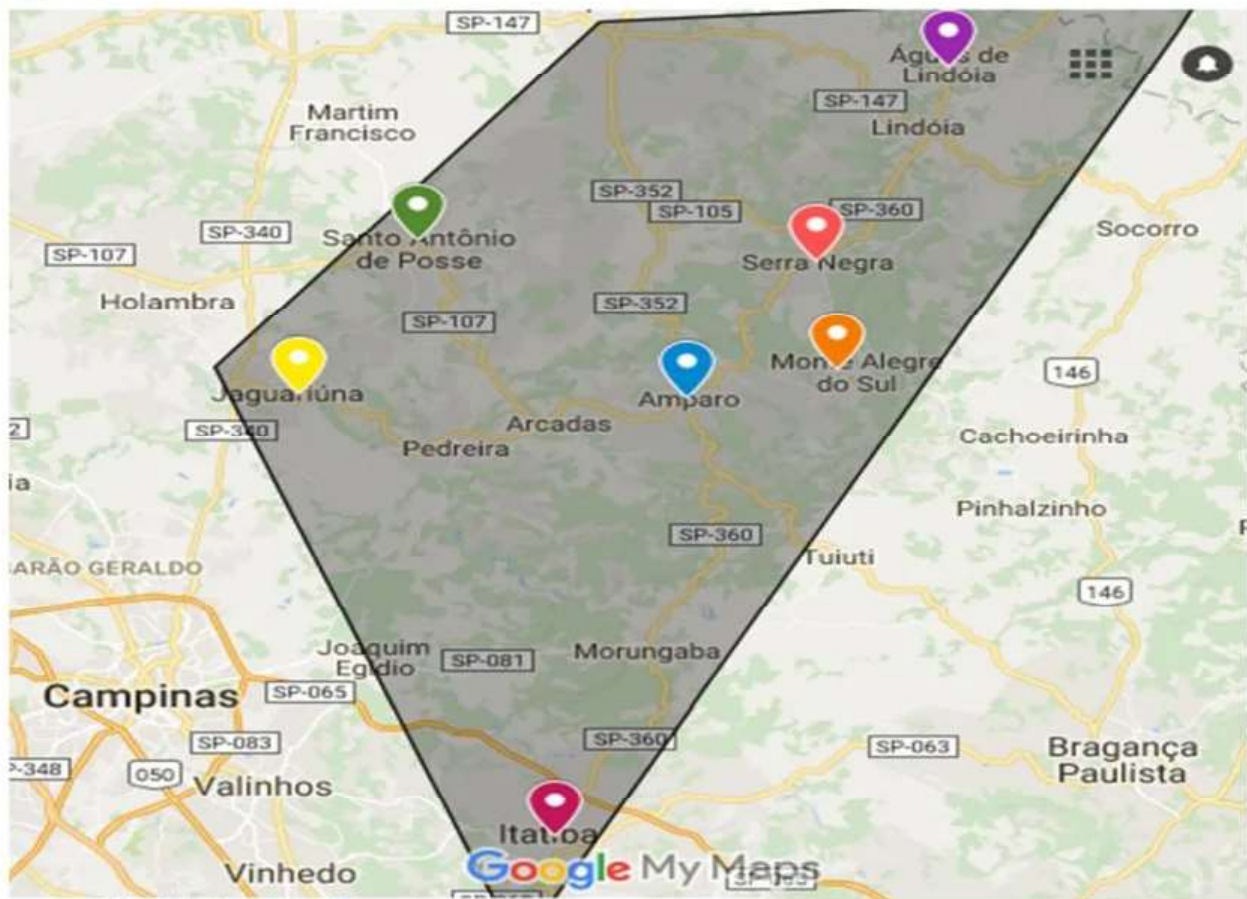 SP-147
Águas de
Lindóia
SP-147
Martim
Francisco
Lindóia
SP-352
SP-105
SP-360
SP-340
Santo Antônio
de Posse
Socorro
SP-107
Serra Negra
Holambra
SP-352
SP-107
Monte Alegre
do Sul
146
Jaguariúna
Amparo
SP-340
Arcadas
Pedreira
Cachoeirinha
Pinhalzinho
SP-360
Tuiuti
ARÃO GERALDO
146
Joaquim
Egídio
SP-081
Morungaba
Campinas
SP-065
SP-083
SP-360
SP-063
Bragança
Paulista
P-348
050
Valinhos
Itatiba
Vinhedo
Google My Maps